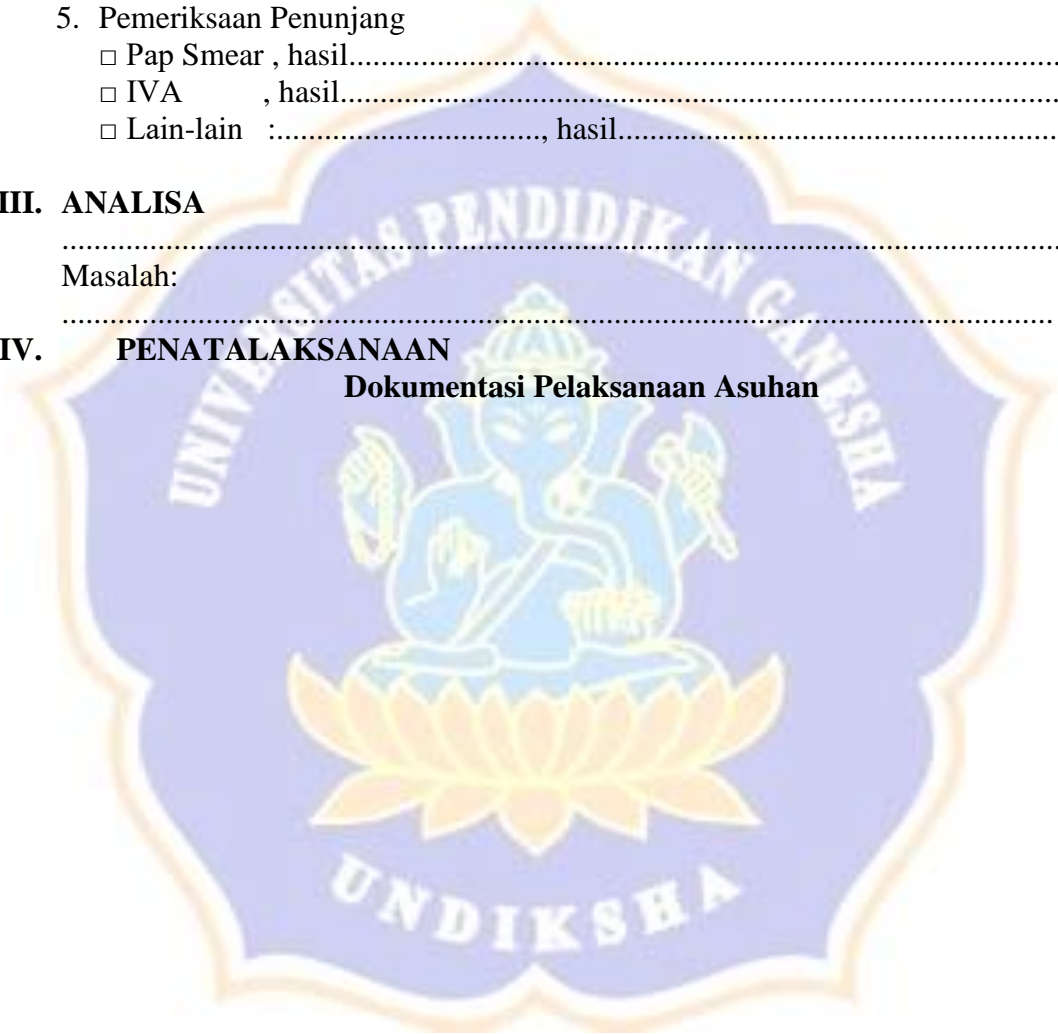 5. Pemeriksaan Penunjang
□ Pap Smear , hasil.........................................................................................
□ IVA , hasil.........................................................................................
□ Lain-lain :................................., hasil.......................................................
III. ANALISA
.............................................................................................................................
Masalah:
............................................................................................................................
IV. PENATALAKSANAAN
Dokumentasi Pelaksanaan Asuhan
UNIVERSITAS PENDIDIKAN GANESHA
UNDIKSHA